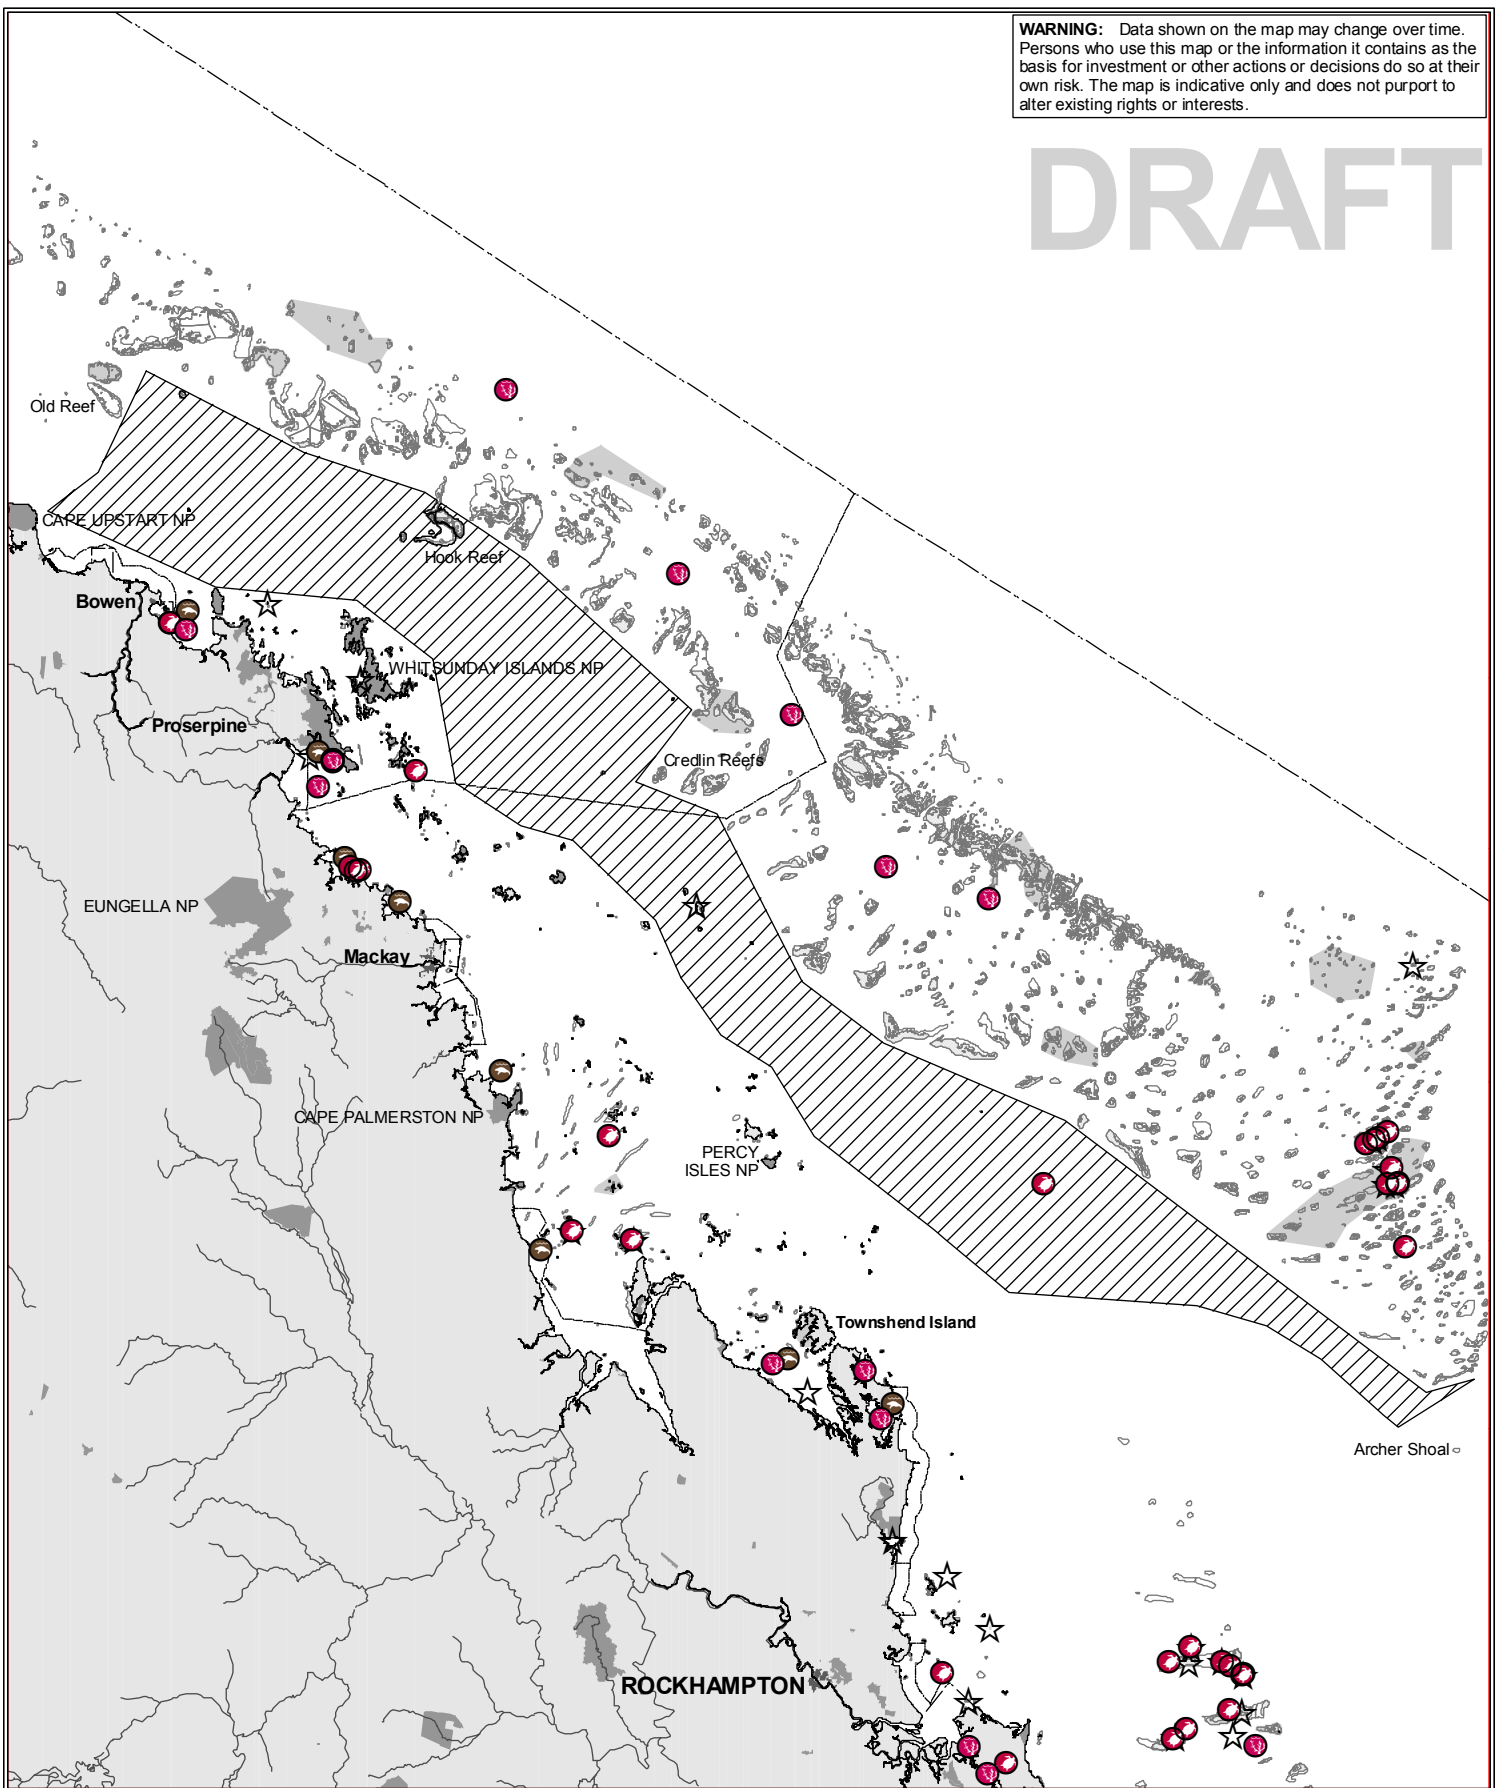 WARNING: Data shown on the map may change over time.
Persons who use this map or the information it contains as the
basis for investment or other actions or decisions do so at their
own risk. The map is indicative only and does not purport to
alter existing rights or interests.
DRAFT
Old Reef
CAPE UPSTART NP
Hook Reef
Bowen
WHITSUNDAY ISLANDS NP
Proserpine
Credlin Reefs
EUNGELLA NP
Mackay
CAPE PALMERSTON NP
PERCY
ISLES NP
Townshend Island
Archer Shoal
ROCKHAMPTON